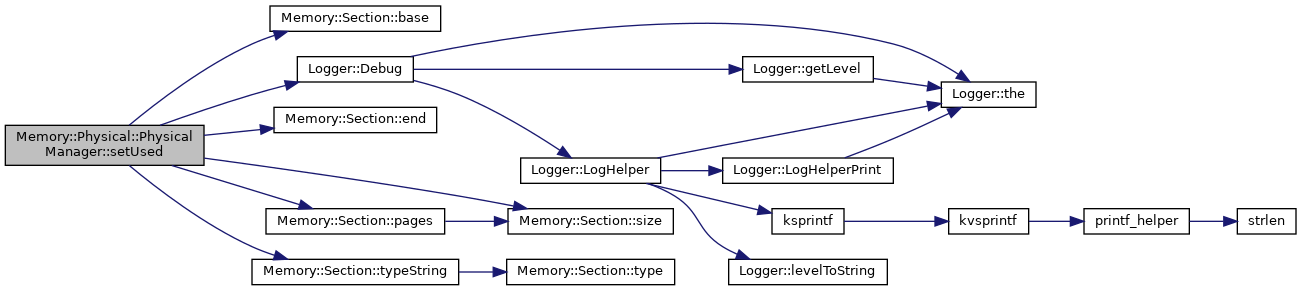 Memory::Physical::Physical
Manager::setUsed
Memory::Section::base
Logger::Debug
Memory::Section::end
Memory::Section::pages
Memory::Section::typeString
Logger::LogHelper
Memory::Section::size
Memory::Section::type
Logger::getLevel
Logger::LogHelperPrint
ksprintf
Logger::levelToString
Logger::the
kvsprintf
printf_helper
strlen